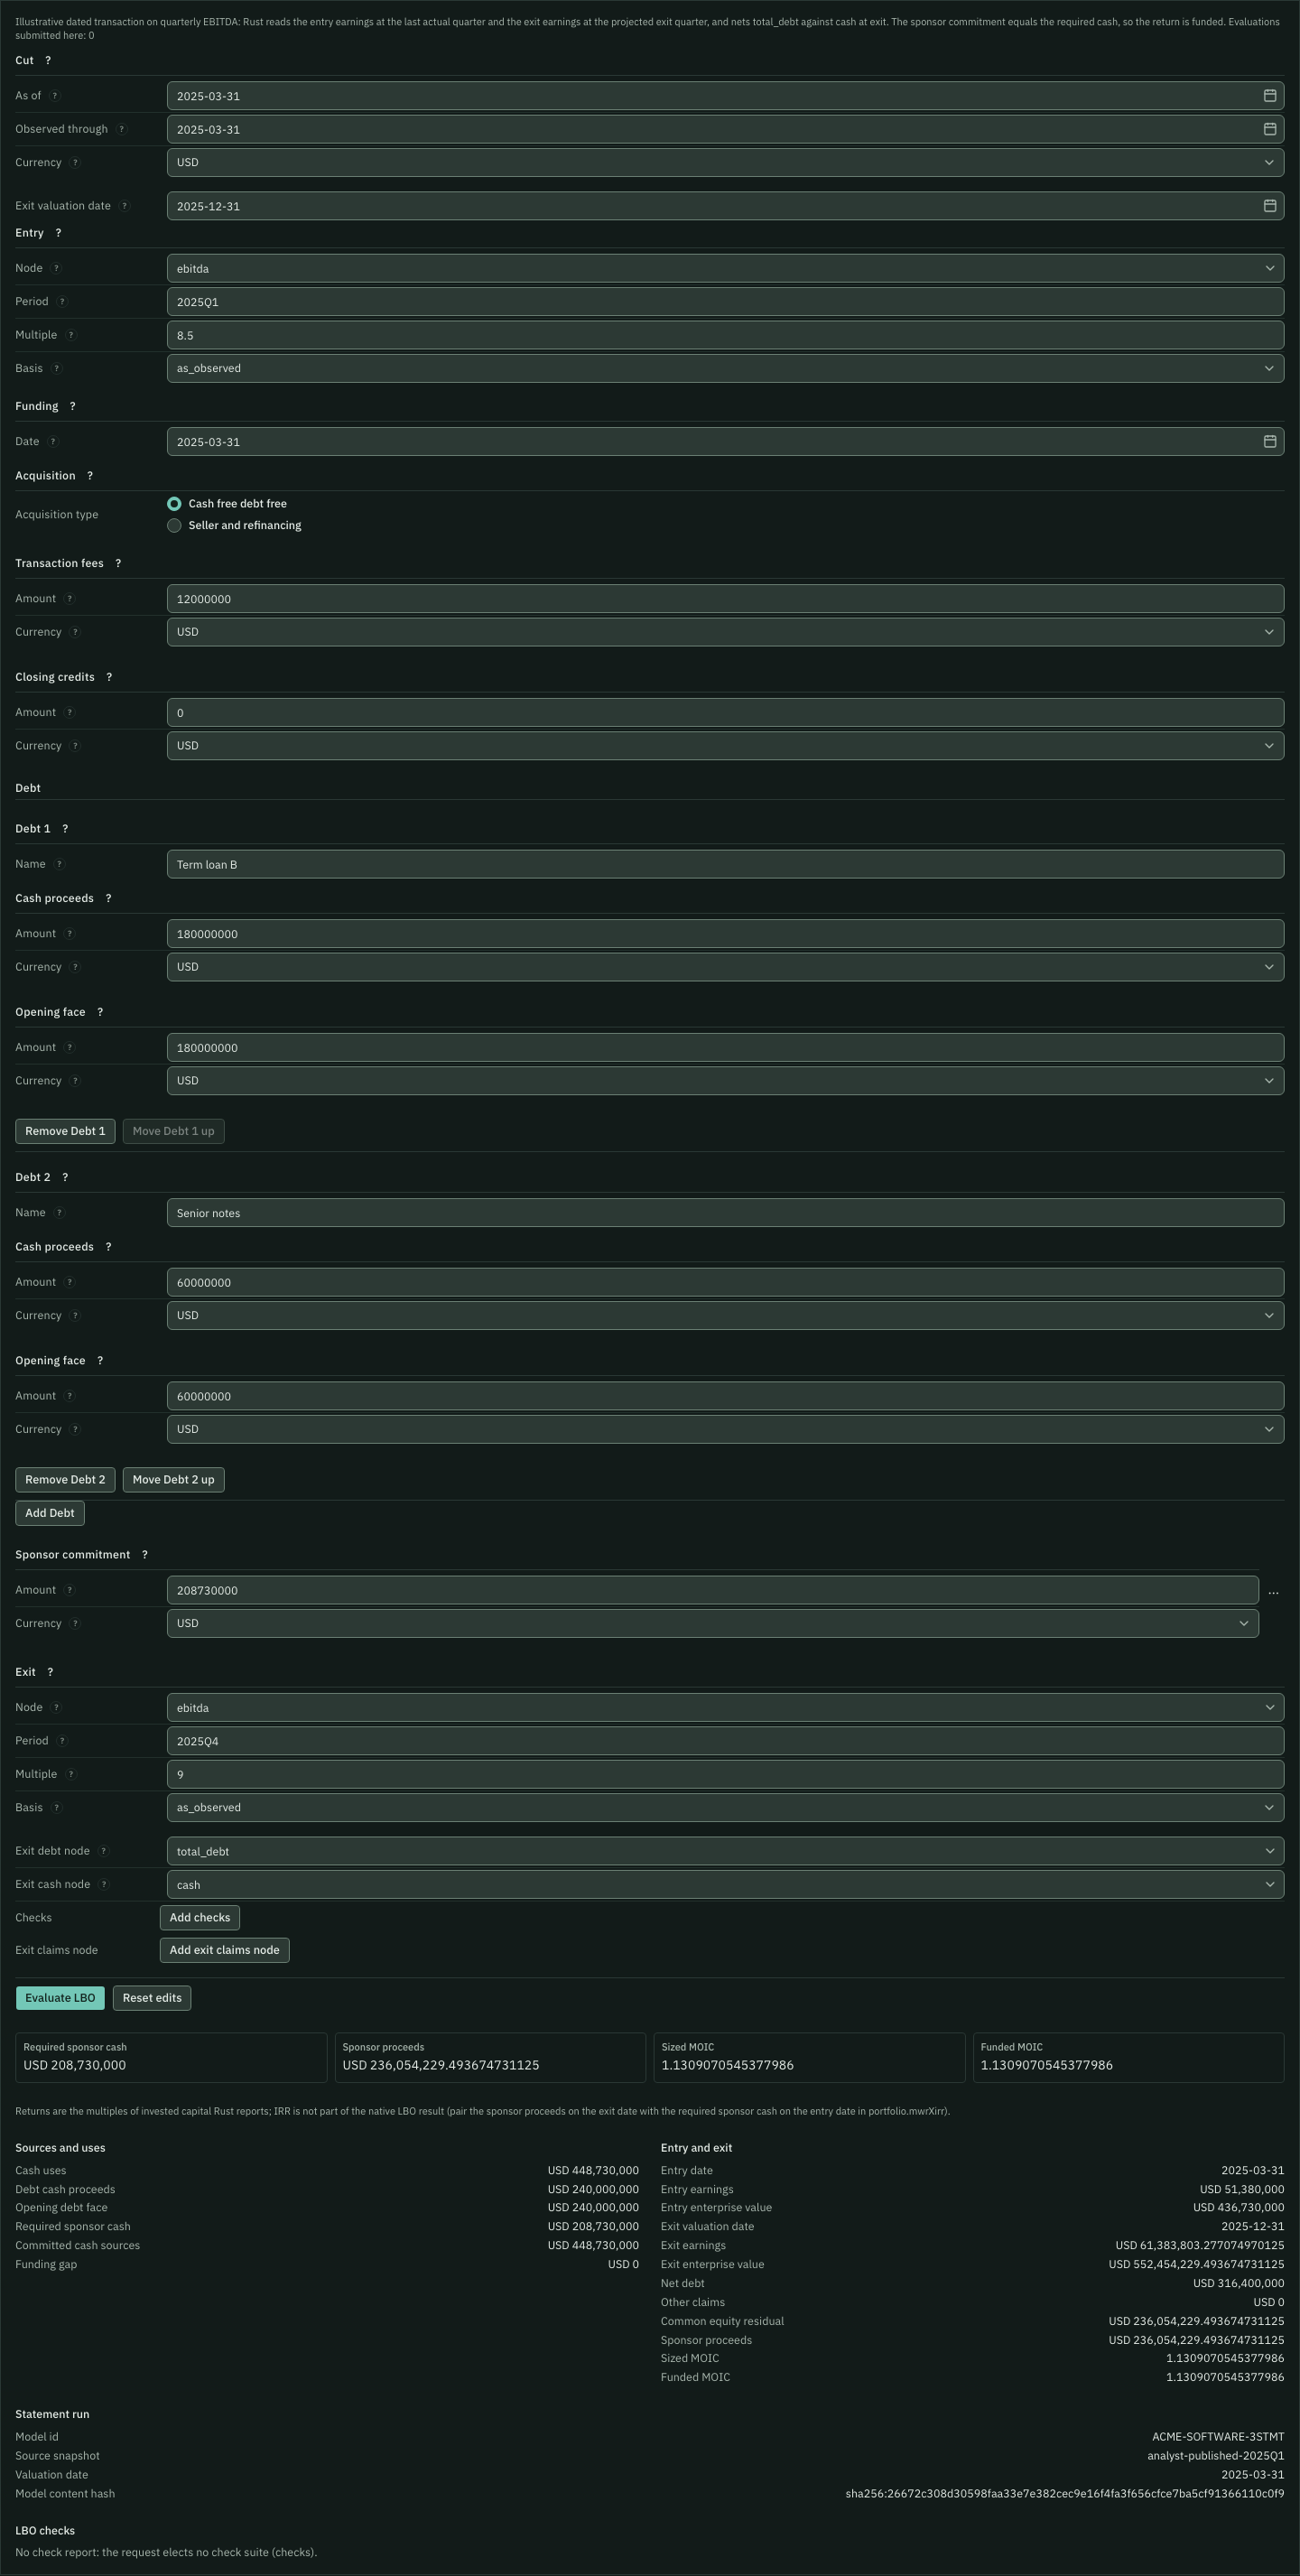 Illustrative dated transaction on quarterly EBITDA: Rust reads the entry earnings at the last actual quarter and the exit earnings at the projected exit quarter, and nets total_debt against cash at exit. The sponsor commitment equals the required cash, so the return is funded. Evaluations
submitted here: 0
Cut ?
As of ? 2025-03-31
Observed through ? 2025-03-31
Currency ? USD
Exit valuation date ? 2025-12-31
Entry ?
Node ? ebitda
Period ? 2025Q1
Multiple ? 8.5
Basis ? as_observed
Funding ?
Date ? 2025-03-31
Acquisition ?
Cash free debt free
Acquisition type
Seller and refinancing
Transaction fees ?
Amount ? 12000000
Currency ? USD
Closing credits ?
Amount ? 0
Currency ? USD
Debt
Debt 1 ?
Name ? Term loan B
Cash proceeds ?
Amount ? 180000000
Currency ? USD
Opening face ?
Amount ? 180000000
Currency ? USD
Remove Debt 1 Move Debt 1 up
Debt 2 ?
Name ? Senior notes
Cash proceeds ?
Amount ? 60000000
Currency ? USD
Opening face ?
Amount ? 60000000
Currency ? USD
Remove Debt 2 Move Debt 2 up
Add Debt
Sponsor commitment ?
Amount ? 208730000 ...
Currency ? USD
Exit ?
Node ? ebitda
Period ? 2025Q4
Multiple ? 9
Basis ? as_observed
Exit debt node ? total_debt
Exit cash node ? cash
Checks Add checks
Exit claims node Add exit claims node
Evaluate LBO Reset edits
Required sponsor cash Sponsor proceeds Sized MOIC Funded MOIC
USD 208,730,000 USD 236,054,229.493674731125 1.1309070545377986 1.1309070545377986
Returns are the multiples of invested capital Rust reports; IRR is not part of the native LBO result (pair the sponsor proceeds on the exit date with the required sponsor cash on the entry date in portfolio.mwrXirr).
Sources and uses
Cash uses USD 448,730,000
Debt cash proceeds USD 240,000,000
Opening debt face USD 240,000,000
Required sponsor cash USD 208,730,000
Committed cash sources USD 448,730,000
Funding gap USD 0
Entry and exit
Entry date 2025-03-31
Entry earnings USD 51,380,000
Entry enterprise value USD 436,730,000
Exit valuation date 2025-12-31
Exit earnings USD 61,383,803.277074970125
Exit enterprise value USD 552,454,229.493674731125
Net debt USD 316,400,000
Other claims USD 0
Common equity residual USD 236,054,229.493674731125
Sponsor proceeds USD 236,054,229.493674731125
Sized MOIC 1.1309070545377986
Funded MOIC 1.1309070545377986
Statement run
Model id ACME-SOFTWARE-3STMT
Source snapshot analyst-published-2025Q1
Valuation date 2025-03-31
Model content hash sha256:26672c308d30598faa33e7e382cec9e16f4fa3f656cfce7ba5cf91366110c0f9
LBO checks
No check report: the request elects no check suite (checks).